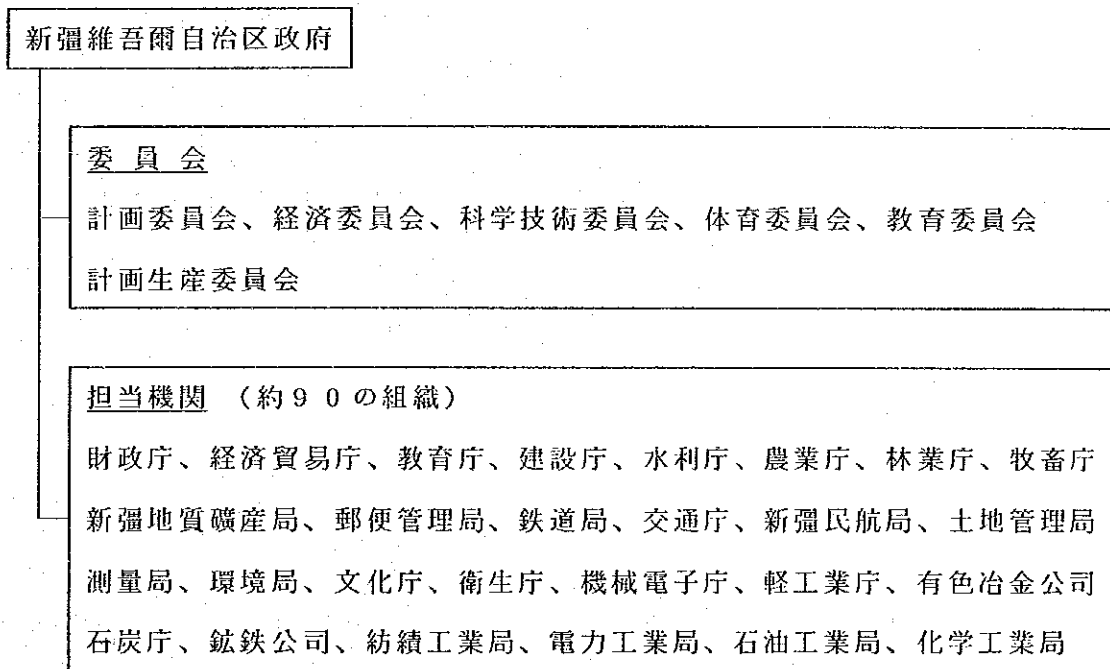 新彊維吾爾自治区政府
委員会
計画委員会、経済委員会、科学技術委員会、体育委員会、教育委員会
計画生産委員会
担当機関 （約９０の組織）
財政庁、経済貿易庁、教育庁、建設庁、水利庁、農業庁、林業庁、牧畜庁
新彊地質礦産局、郵便管理局、鉄道局、交通庁、新彊民航局、土地管理局
測量局、環境局、文化庁、衛生庁、機械電子庁、軽工業庁、有色冶金公司
石炭庁、鉱鉄公司、紡績工業局、電力工業局、石油工業局、化学工業局